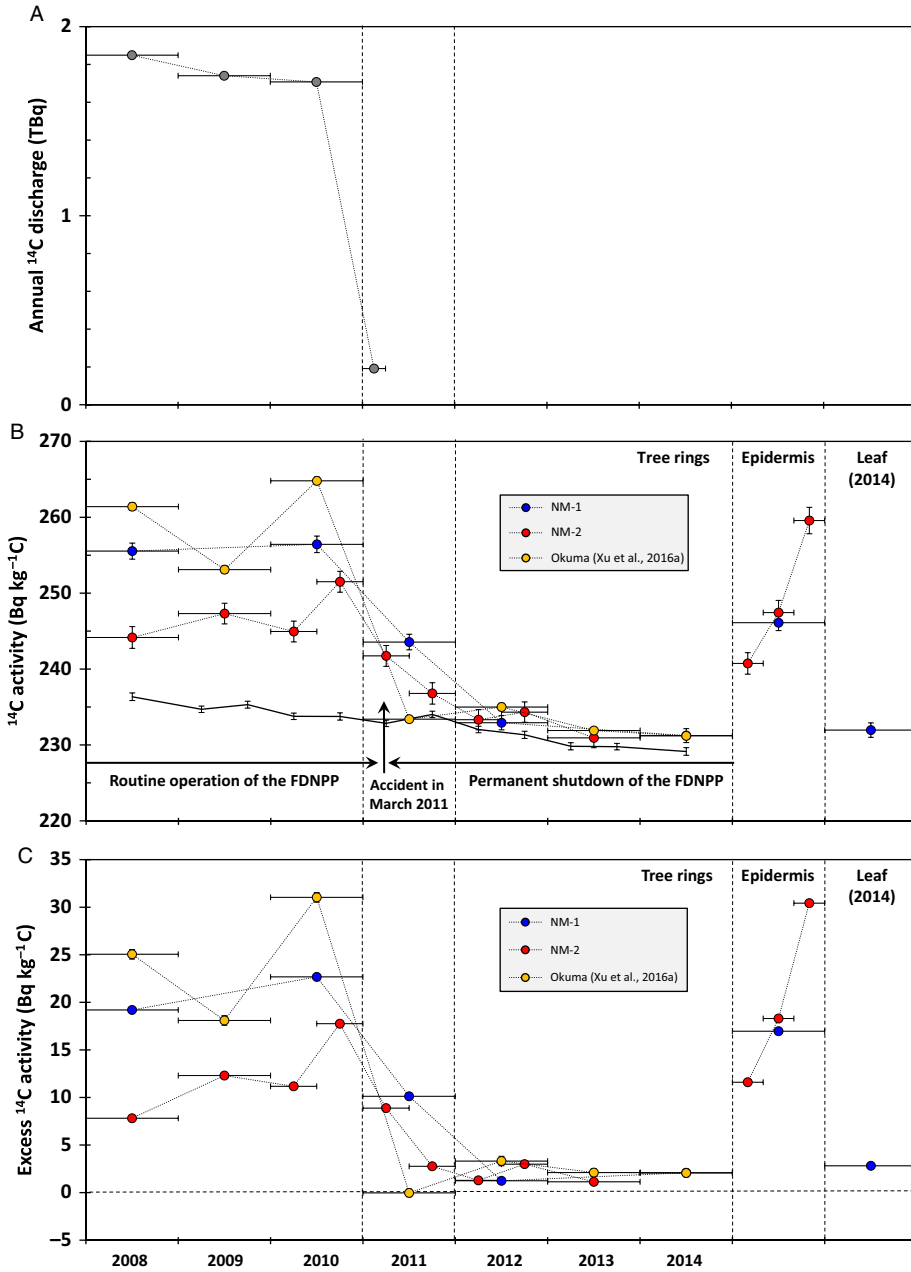 A
Annual ¹⁴C discharge (TBq)
2
1
0
B
¹⁴C activity (Bq kg⁻¹C)
270
260
250
240
230
220
Tree rings
Epidermis
Leaf
(2014)
NM-1
NM-2
Okuma (Xu et al., 2016a)
Routine operation of the FDNPP
Accident in
March 2011
Permanent shutdown of the FDNPP
C
Excess ¹⁴C activity (Bq kg⁻¹C)
35
30
25
20
15
10
5
0
−5
Tree rings
Epidermis
Leaf
(2014)
NM-1
NM-2
Okuma (Xu et al., 2016a)
2008 2009 2010 2011 2012 2013 2014